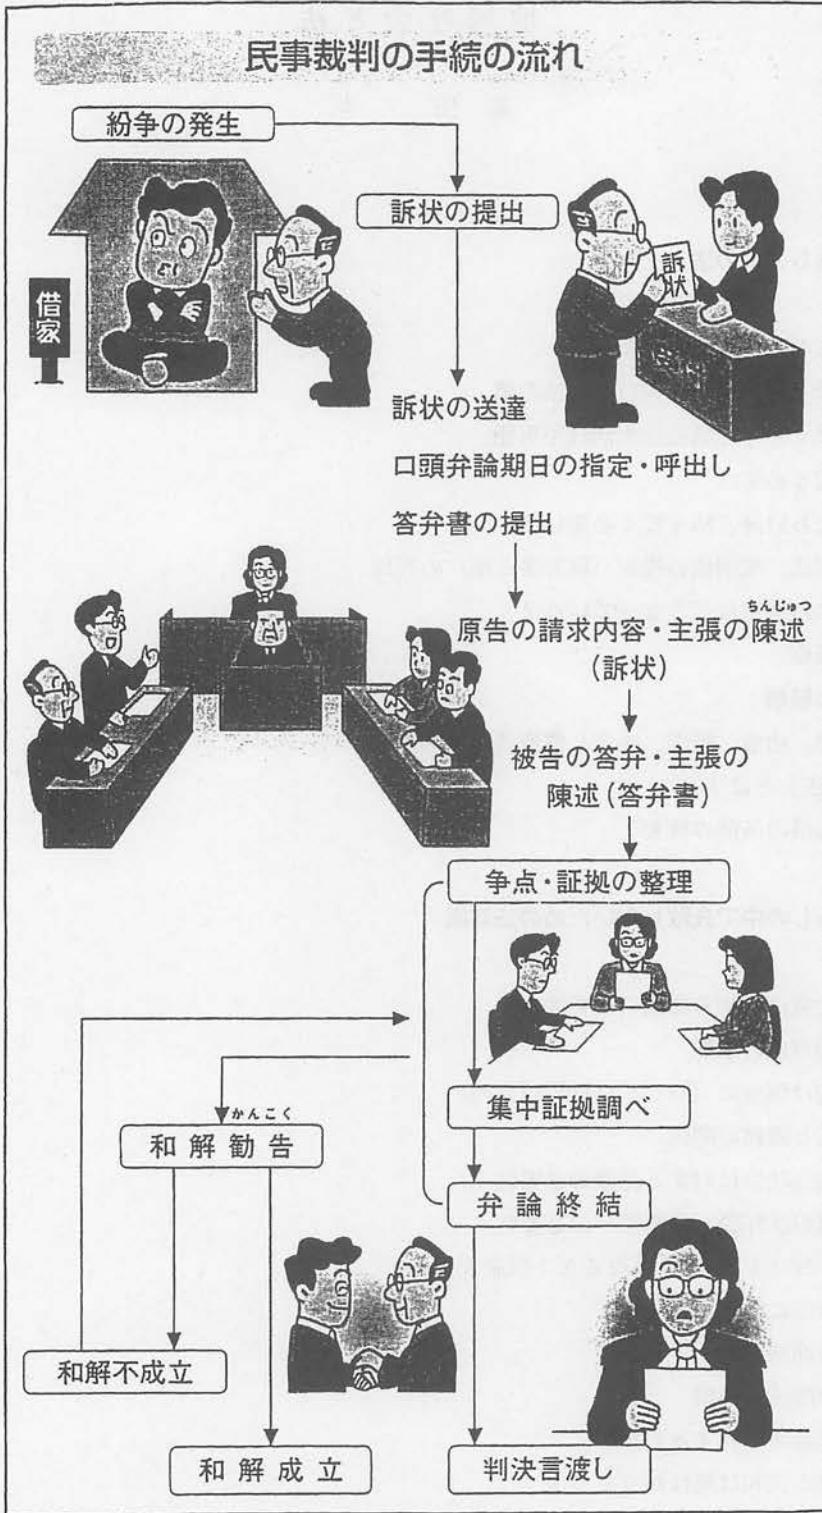 民事裁判の手続の流れ
紛争の発生
訴状の提出
訴状
借家
訴状の送達
口頭弁論期日の指定・呼出し
答弁書の提出
ちんじゅつ
原告の請求内容・主張の陳述
(訴状)
被告の答弁・主張の
陳述(答弁書)
争点・証拠の整理
集中証拠調べ
かんこく
和解勧告
弁論終結
和解不成立
和解成立
判決言渡し